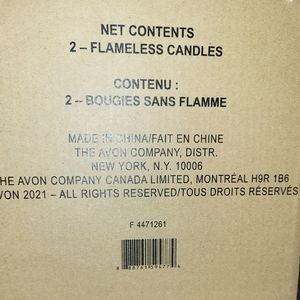 NET CONTENTS
2 – FLAMELESS CANDLES
CONTENU :
2 – BOUGIES SANS FLAMME
MADE IN CHINA/FAIT EN CHINE
THE AVON COMPANY, DISTR.
NEW YORK, N.Y. 10006
HE AVON COMPANY CANADA LIMITED, MONTRÉAL H9R 1B6
VON 2021 – ALL RIGHTS RESERVED/TOUS DROITS RÉSERVÉS
F 4471261